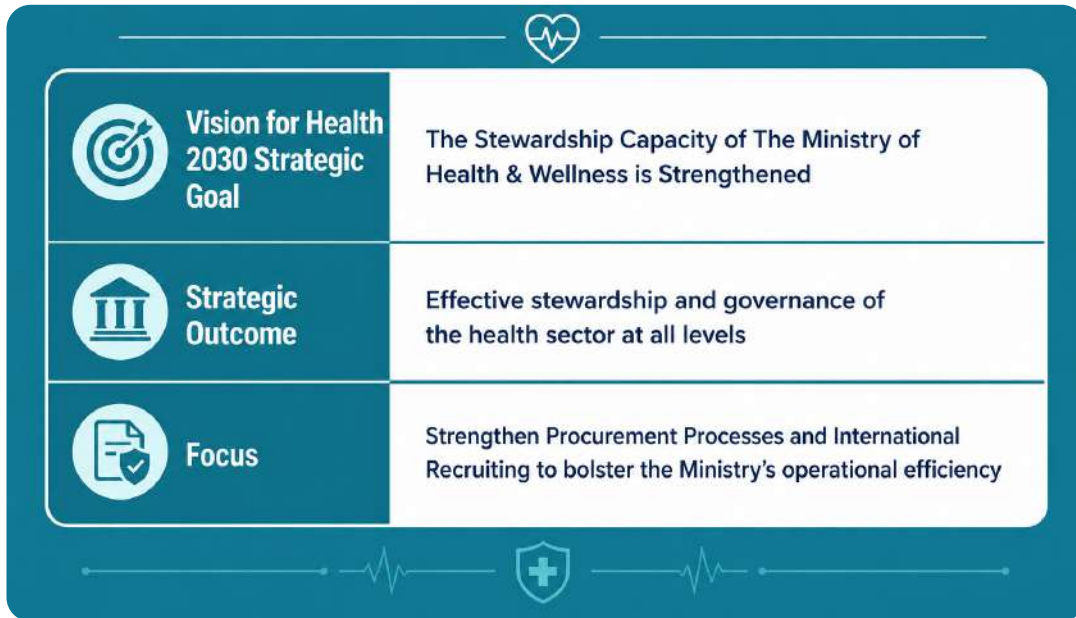 Vision for Health
2030 Strategic
Goal
The Stewardship Capacity of The Ministry of
Health & Wellness is Strengthened
Strategic
Outcome
Effective stewardship and governance of
the health sector at all levels
Focus
Strengthen Procurement Processes and International
Recruiting to bolster the Ministry's operational efficiency